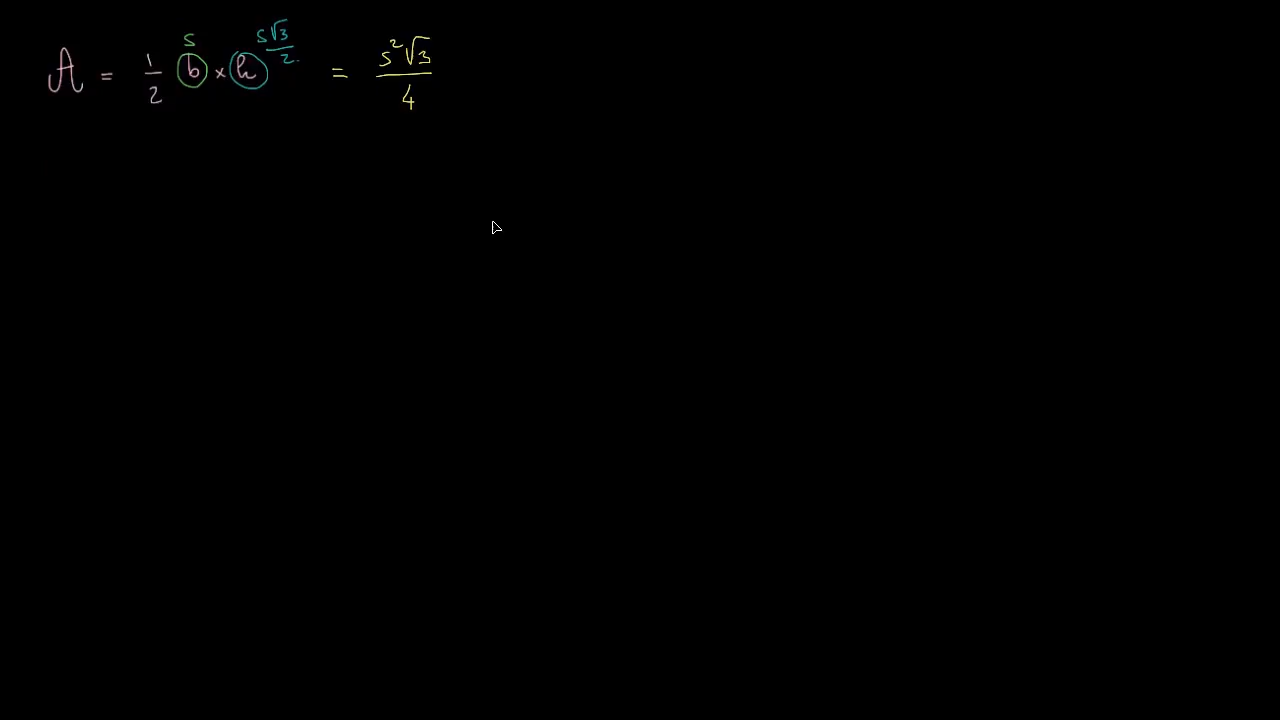 A = 1/2 b × h = s²√3/4
s s√3/2